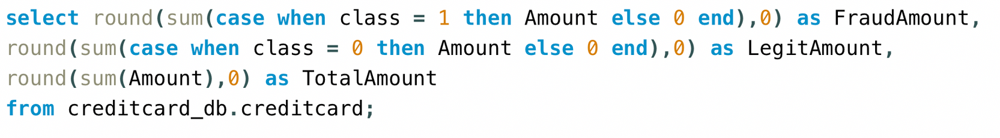 select round(sum(case when class = 1 then Amount else 0 end),0) as FraudAmount,
round(sum(case when class = 0 then Amount else 0 end),0) as LegitAmount,
round(sum(Amount),0) as TotalAmount
from creditcard_db.creditcard;